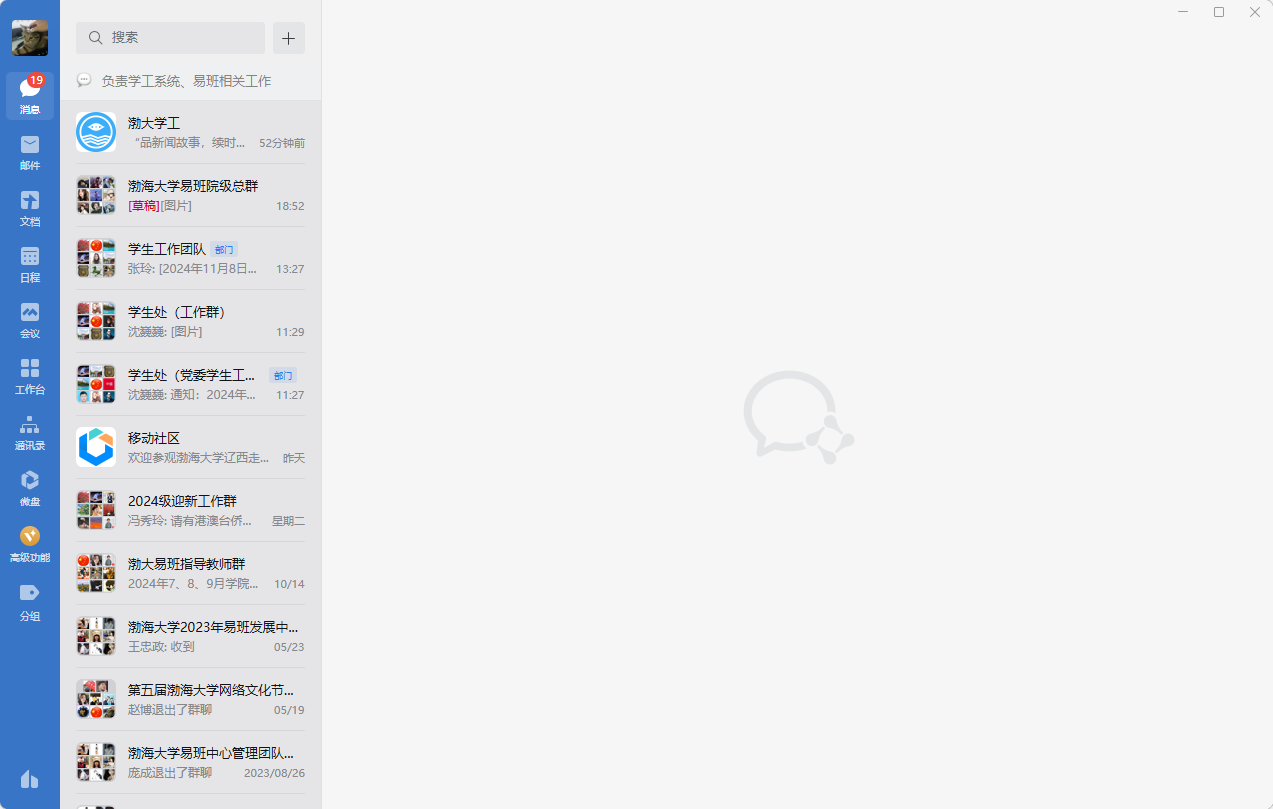 搜索
负责学工系统、易班相关工作
19
消息
邮件
文档
日程
会议
工作台
通讯录
微盘
高级功能
分组
渤大学工
“品新闻故事，续时... 52分钟前
渤海大学易班院级总群
[草稿][图片] 18:52
学生工作团队 部门
张玲: [2024年11月8日... 13:27
学生处（工作群）
沈巍巍: [图片] 11:29
学生处（党委学生工... 部门
沈巍巍: 通知：2024年... 11:27
移动社区
欢迎参观渤海大学辽西走... 昨天
2024级迎新工作群
冯秀玲: 请有港澳台侨... 星期二
渤大易班指导教师群
2024年7、8、9月学院... 10/14
渤海大学2023年易班发展中...
王忠政: 收到 05/23
第五届渤海大学网络文化节...
赵博退出了群聊 05/19
渤海大学易班中心管理团队...
庞成退出了群聊 2023/08/26